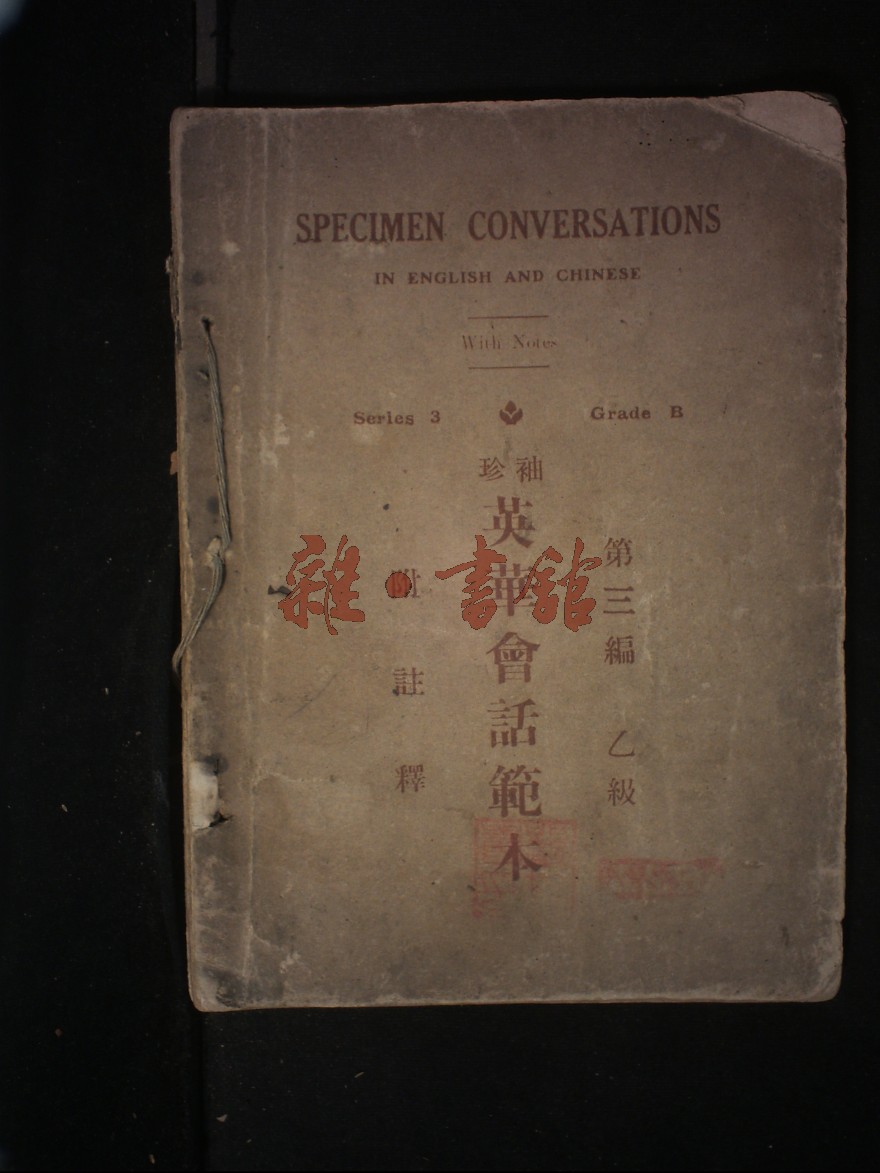 SPECIMEN CONVERSATIONS
IN ENGLISH AND CHINESE
With Notes
Series 3
Grade B
袖珍
第三編 乙級
英華會話範本
附註釋
雜·書館